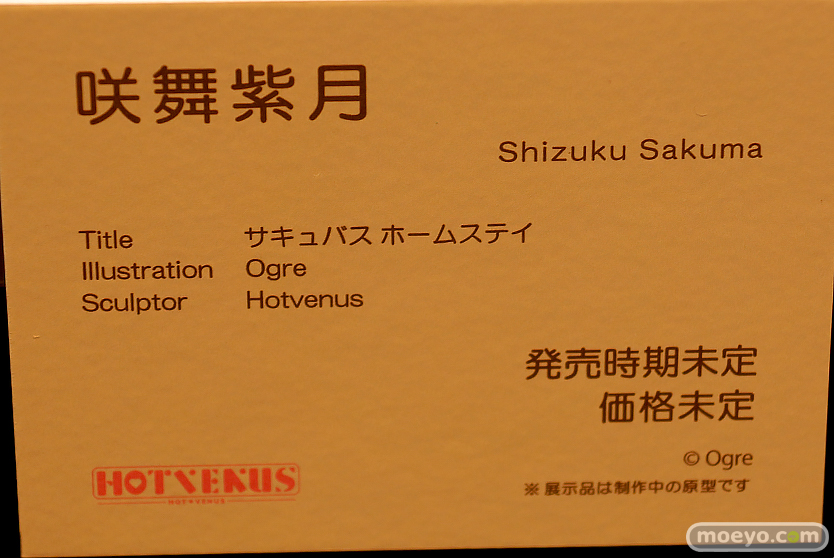 咲舞紫月
Shizuku Sakuma
Title サキュバス ホームステイ
Illustration Ogre
Sculptor Hotvenus
発売時期未定
価格未定
© Ogre
HOTVENUS
HOT♥VENUS
※ 展示品は制作中の原型です
moeyo.com